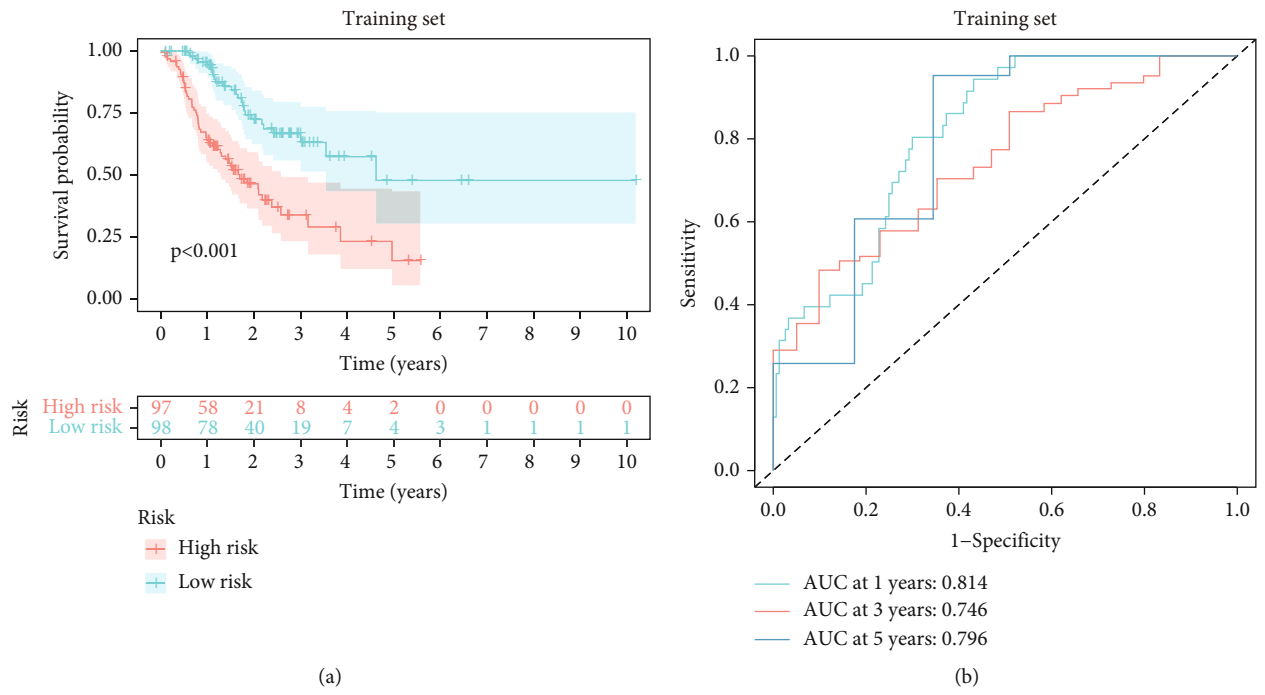 Training set
1.00
0.75
0.50
0.25
0.00
Survival probability
p<0.001
0 1 2 3 4 5 6 7 8 9 10
Time (years)
Risk
High risk 97 58 21 8 4 2 0 0 0 0 0
Low risk 98 78 40 19 7 4 3 1 1 1 1
0 1 2 3 4 5 6 7 8 9 10
Time (years)
Risk
High risk
Low risk
(a)
Training set
1.0
0.8
0.6
0.4
0.2
0.0
Sensitivity
0.0 0.2 0.4 0.6 0.8 1.0
1−Specificity
AUC at 1 years: 0.814
AUC at 3 years: 0.746
AUC at 5 years: 0.796
(b)